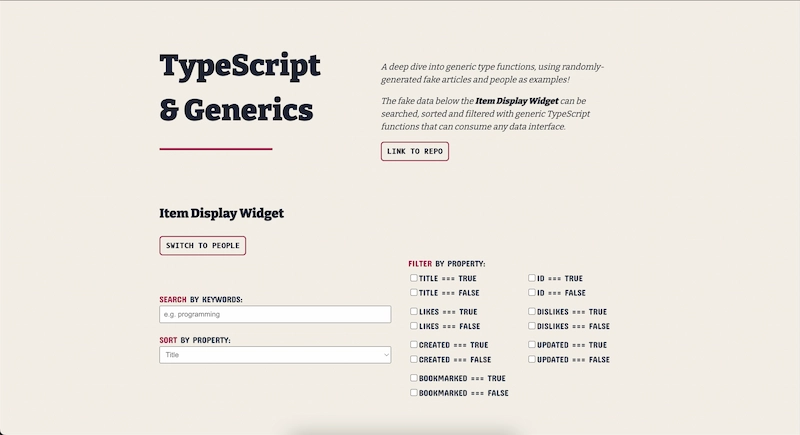 TypeScript
& Generics
A deep dive into generic type functions, using randomly-
generated fake articles and people as examples!
The fake data below the Item Display Widget can be
searched, sorted and filtered with generic TypeScript
functions that can consume any data interface.
LINK TO REPO
Item Display Widget
SWITCH TO PEOPLE
SEARCH BY KEYWORDS:
e.g. programming
SORT BY PROPERTY:
Title
FILTER BY PROPERTY:
TITLE === TRUE
ID === TRUE
TITLE === FALSE
ID === FALSE
LIKES === TRUE
DISLIKES === TRUE
LIKES === FALSE
DISLIKES === FALSE
CREATED === TRUE
UPDATED === TRUE
CREATED === FALSE
UPDATED === FALSE
BOOKMARKED === TRUE
BOOKMARKED === FALSE